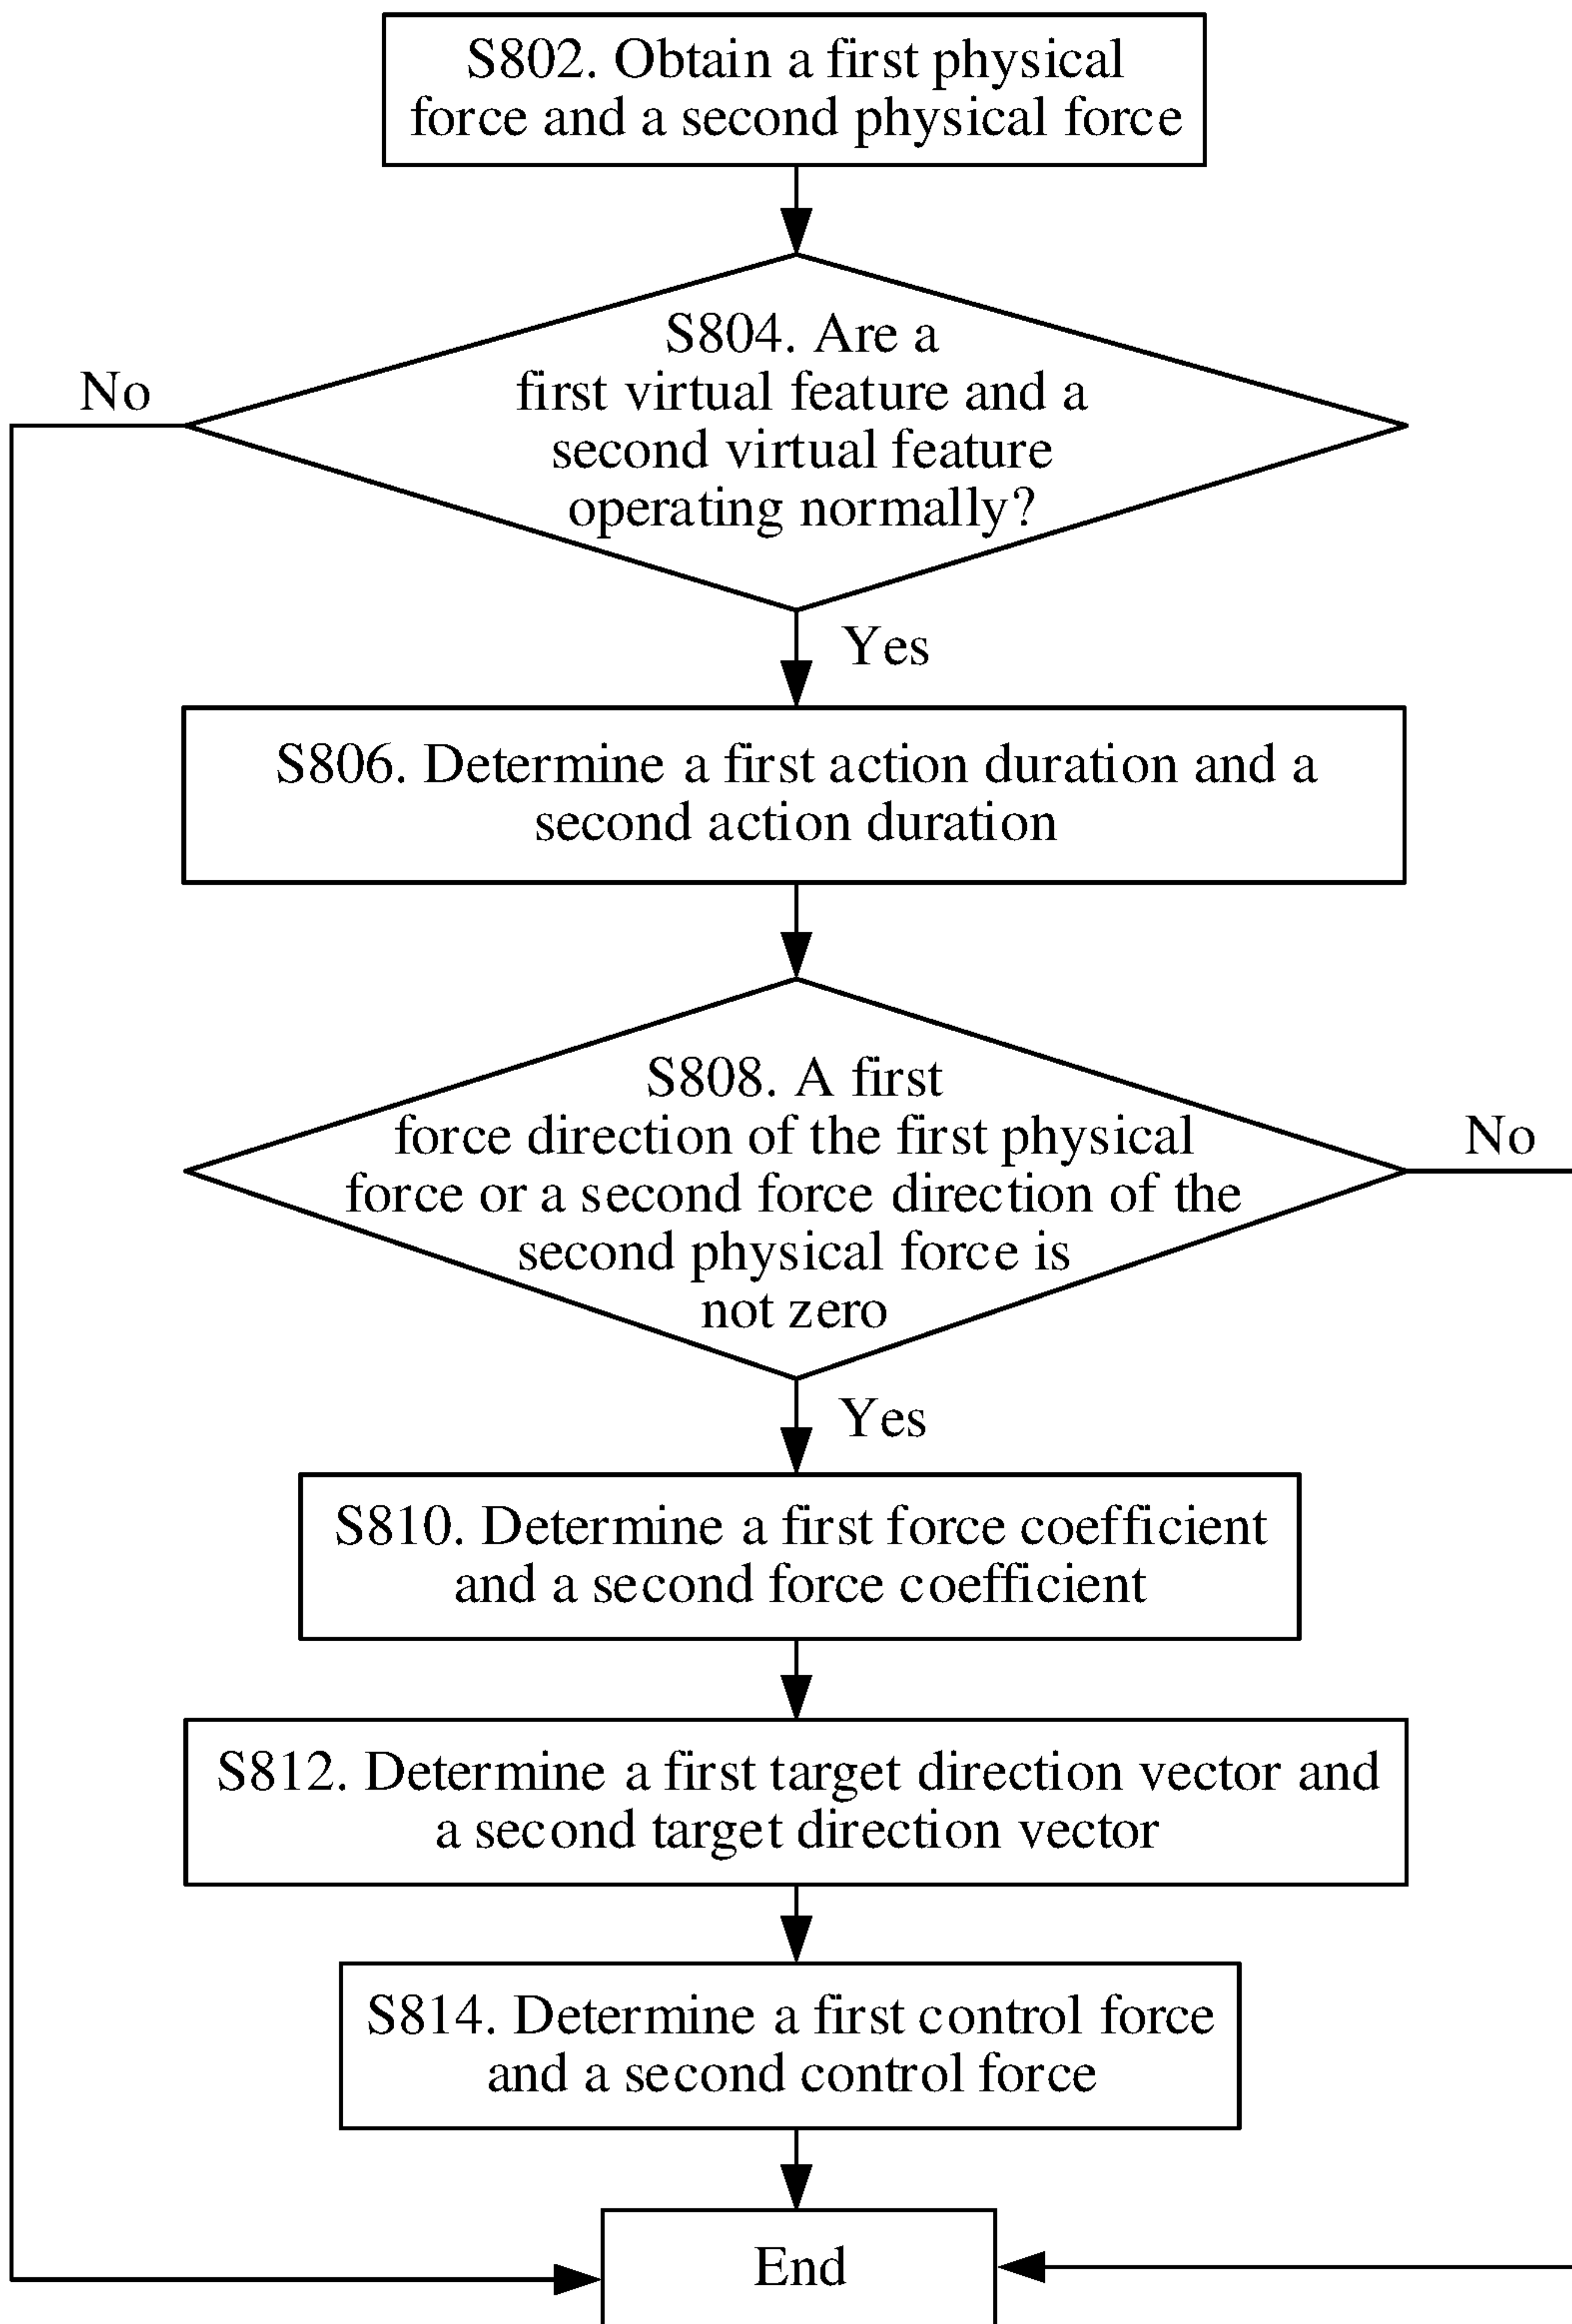 S802. Obtain a first physical
force and a second physical force
S804. Are a
first virtual feature and a
second virtual feature
operating normally?
No
Yes
S806. Determine a first action duration and a
second action duration
S808. A first
force direction of the first physical
force or a second force direction of the
second physical force is
not zero
No
Yes
S810. Determine a first force coefficient
and a second force coefficient
S812. Determine a first target direction vector and
a second target direction vector
S814. Determine a first control force
and a second control force
End